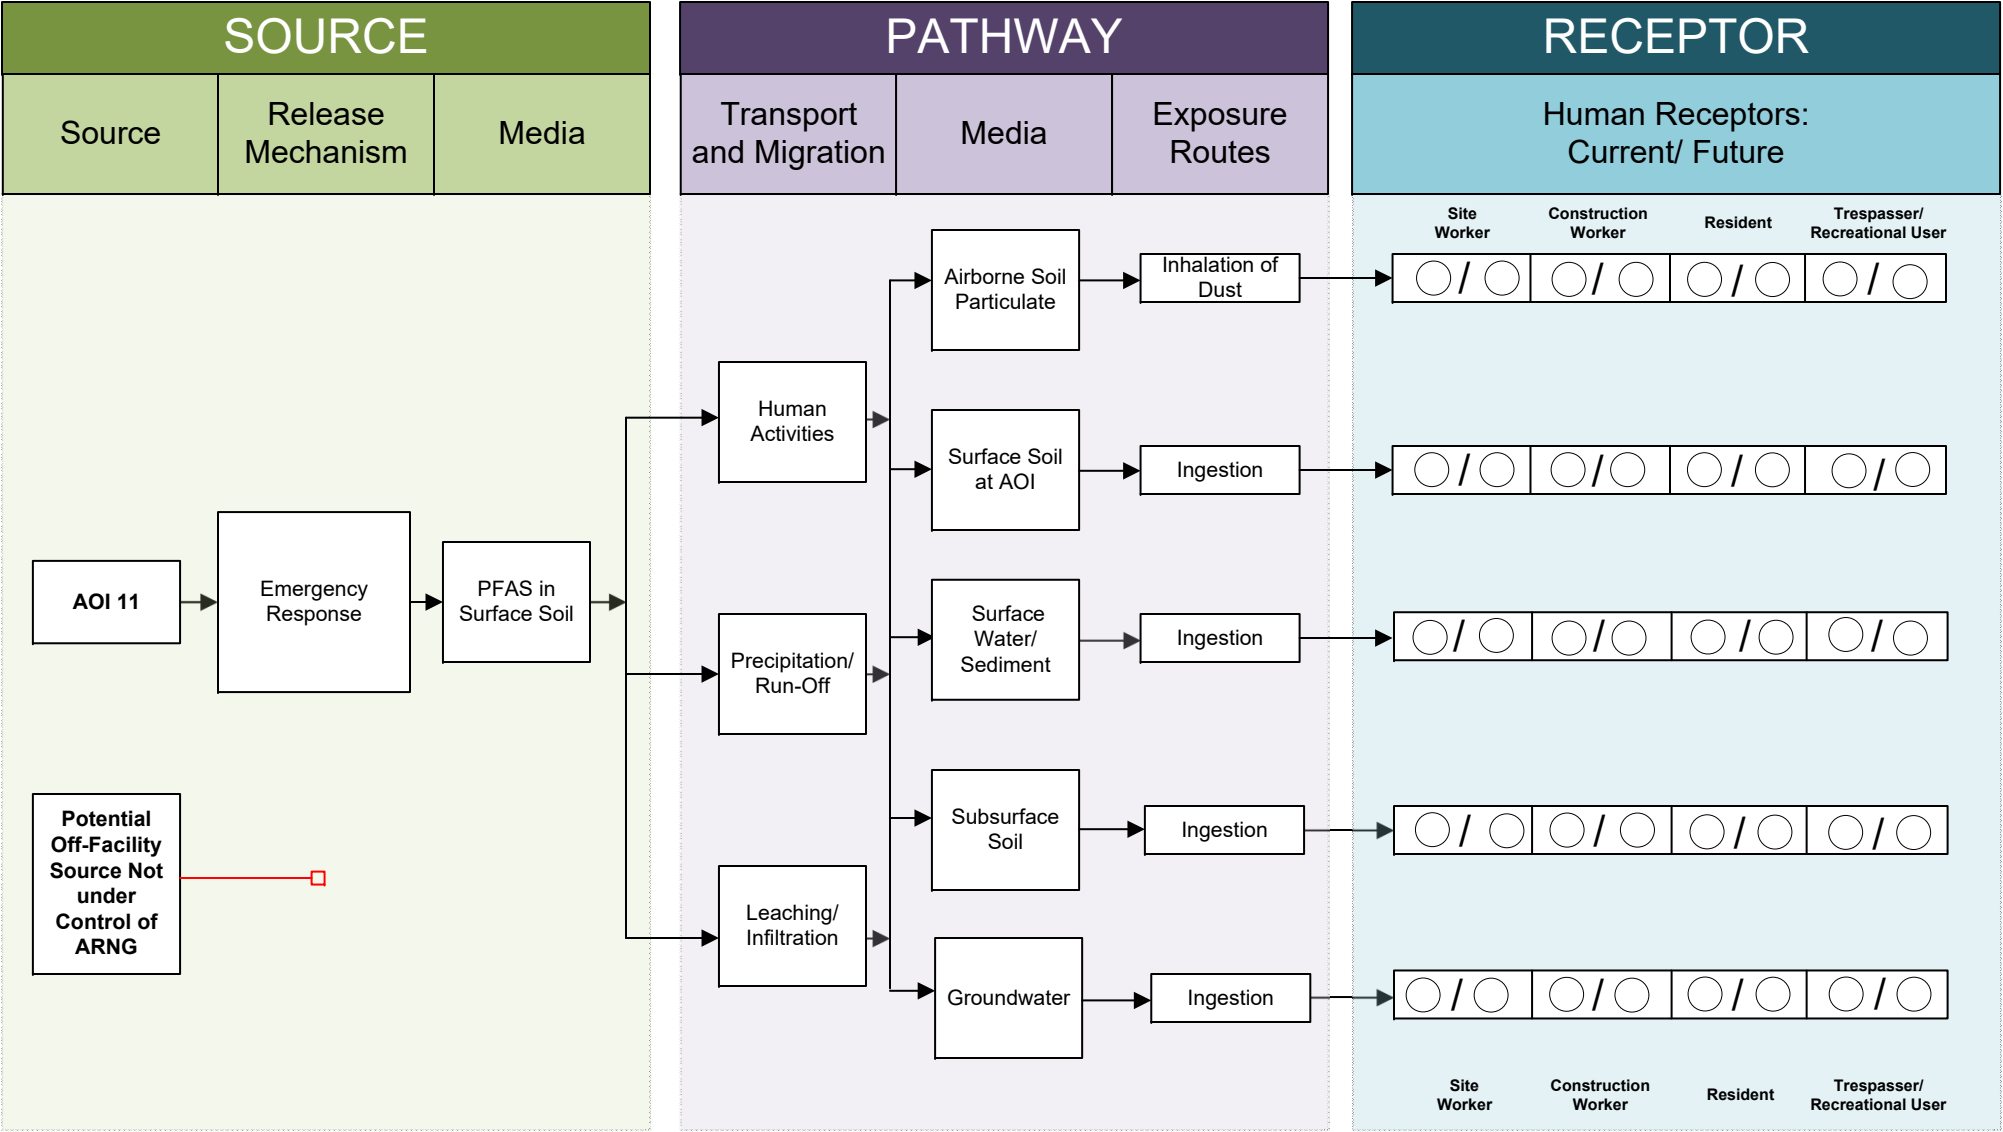 SOURCE
PATHWAY
RECEPTOR
Source
Release
Mechanism
Media
Transport
and Migration
Media
Exposure
Routes
Human Receptors:
Current/ Future
Site
Worker
Construction
Worker
Resident
Trespasser/
Recreational User
Airborne Soil
Particulate
Inhalation of
Dust
/ / / /
Human
Activities
Surface Soil
at AOI
Ingestion
/ / / /
AOI 11
Emergency
Response
PFAS in
Surface Soil
Precipitation/
Run-Off
Surface
Water/
Sediment
Ingestion
/ / / /
Potential
Off-Facility
Source Not
under
Control of
ARNG
Subsurface
Soil
Ingestion
/ / / /
Leaching/
Infiltration
Groundwater
Ingestion
/ / / /
Site
Worker
Construction
Worker
Resident
Trespasser/
Recreational User